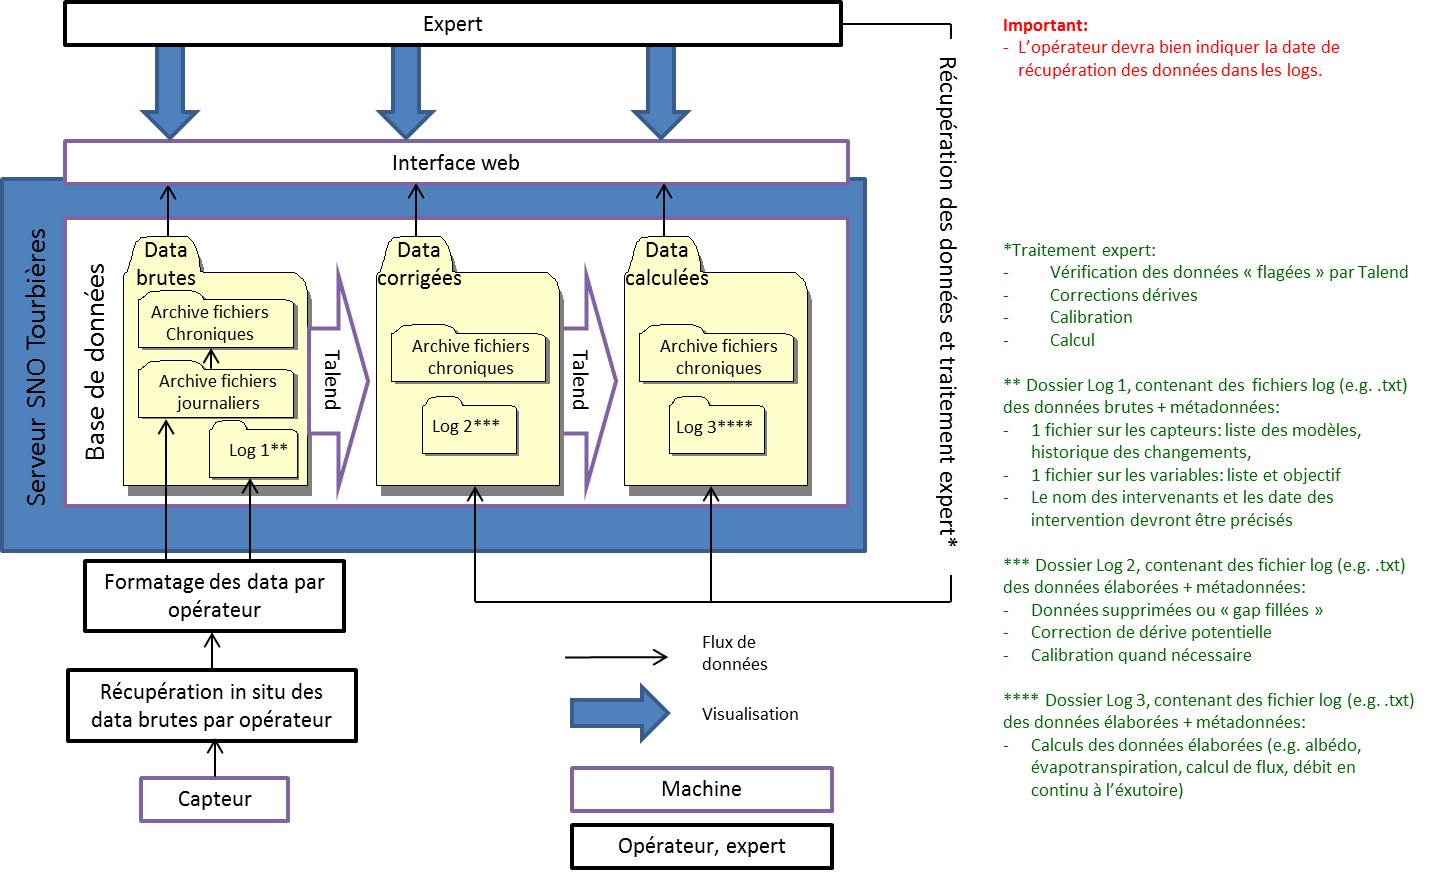 Expert
Interface web
Serveur SNO Tourbières
Base de données
Data
brutes
Archive fichiers
Chroniques
Archive fichiers
journaliers
Log 1**
Talend
Data
corrigées
Archive fichiers
chroniques
Log 2***
Talend
Data
calculées
Archive fichiers
chroniques
Log 3****
Récupération des données et traitement expert*
Formatage des data par
opérateur
Récupération in situ des
data brutes par opérateur
Capteur
Flux de
données
Visualisation
Machine
Opérateur, expert
Important:
- L’opérateur devra bien indiquer la date de
récupération des données dans les logs.
*Traitement expert:
- Vérification des données « flagées » par Talend
- Corrections dérives
- Calibration
- Calcul
** Dossier Log 1, contenant des fichiers log (e.g. .txt)
des données brutes + métadonnées:
- 1 fichier sur les capteurs: liste des modèles,
historique des changements,
- 1 fichier sur les variables: liste et objectif
- Le nom des intervenants et les date des
intervention devront être précisés
*** Dossier Log 2, contenant des fichier log (e.g. .txt)
des données élaborées + métadonnées:
- Données supprimées ou « gap fillées »
- Correction de dérive potentielle
- Calibration quand nécessaire
**** Dossier Log 3, contenant des fichier log (e.g. .txt)
des données élaborées + métadonnées:
- Calculs des données élaborées (e.g. albédo,
évapotranspiration, calcul de flux, débit en
continu à l’éxutoire)